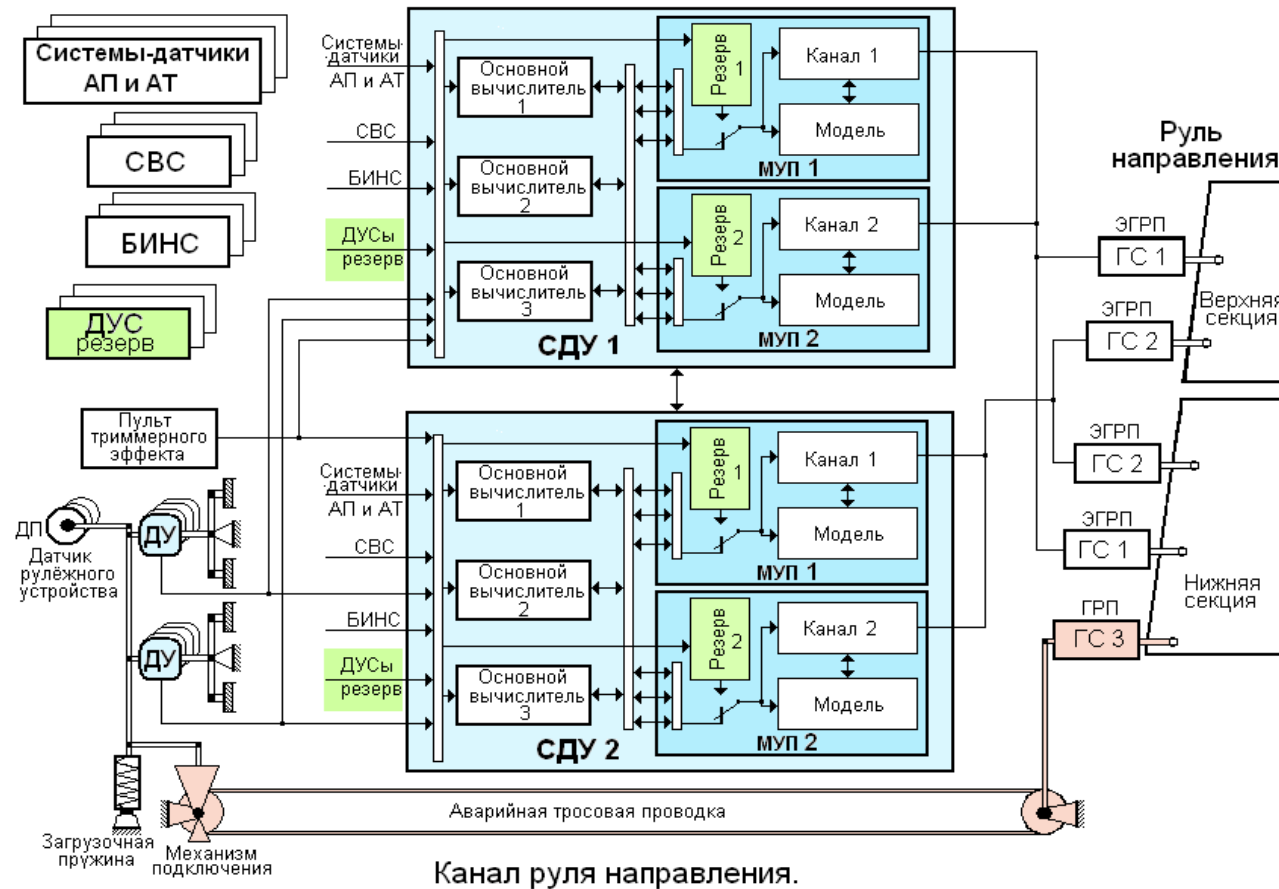 Системы-датчики
АП и АТ
СВС
БИНС
ДУС
резерв
Пульт
триммерного
эффекта
ДП
Датчик
рулёжного
устройства
ДУ
ДУ
Загрузочная
пружина
Механизм
подключения
Аварийная тросовая проводка
Системы-
датчики
АП и АТ
СВС
БИНС
ДУСы
резерв
Основной
вычислитель
1
Основной
вычислитель
2
Основной
вычислитель
3
СДУ 1
Резерв
1
Канал 1
Модель
МУП 1
Резерв
2
Канал 2
Модель
МУП 2
Системы-
датчики
АП и АТ
СВС
БИНС
ДУСы
резерв
Основной
вычислитель
1
Основной
вычислитель
2
Основной
вычислитель
3
СДУ 2
Резерв
1
Канал 1
Модель
МУП 1
Резерв
2
Канал 2
Модель
МУП 2
Руль
направления
ЭГРП
ГС 1
Верхняя
секция
ЭГРП
ГС 2
ЭГРП
ГС 2
ЭГРП
ГС 1
Нижняя
секция
ГРП
ГС 3
Канал руля направления.